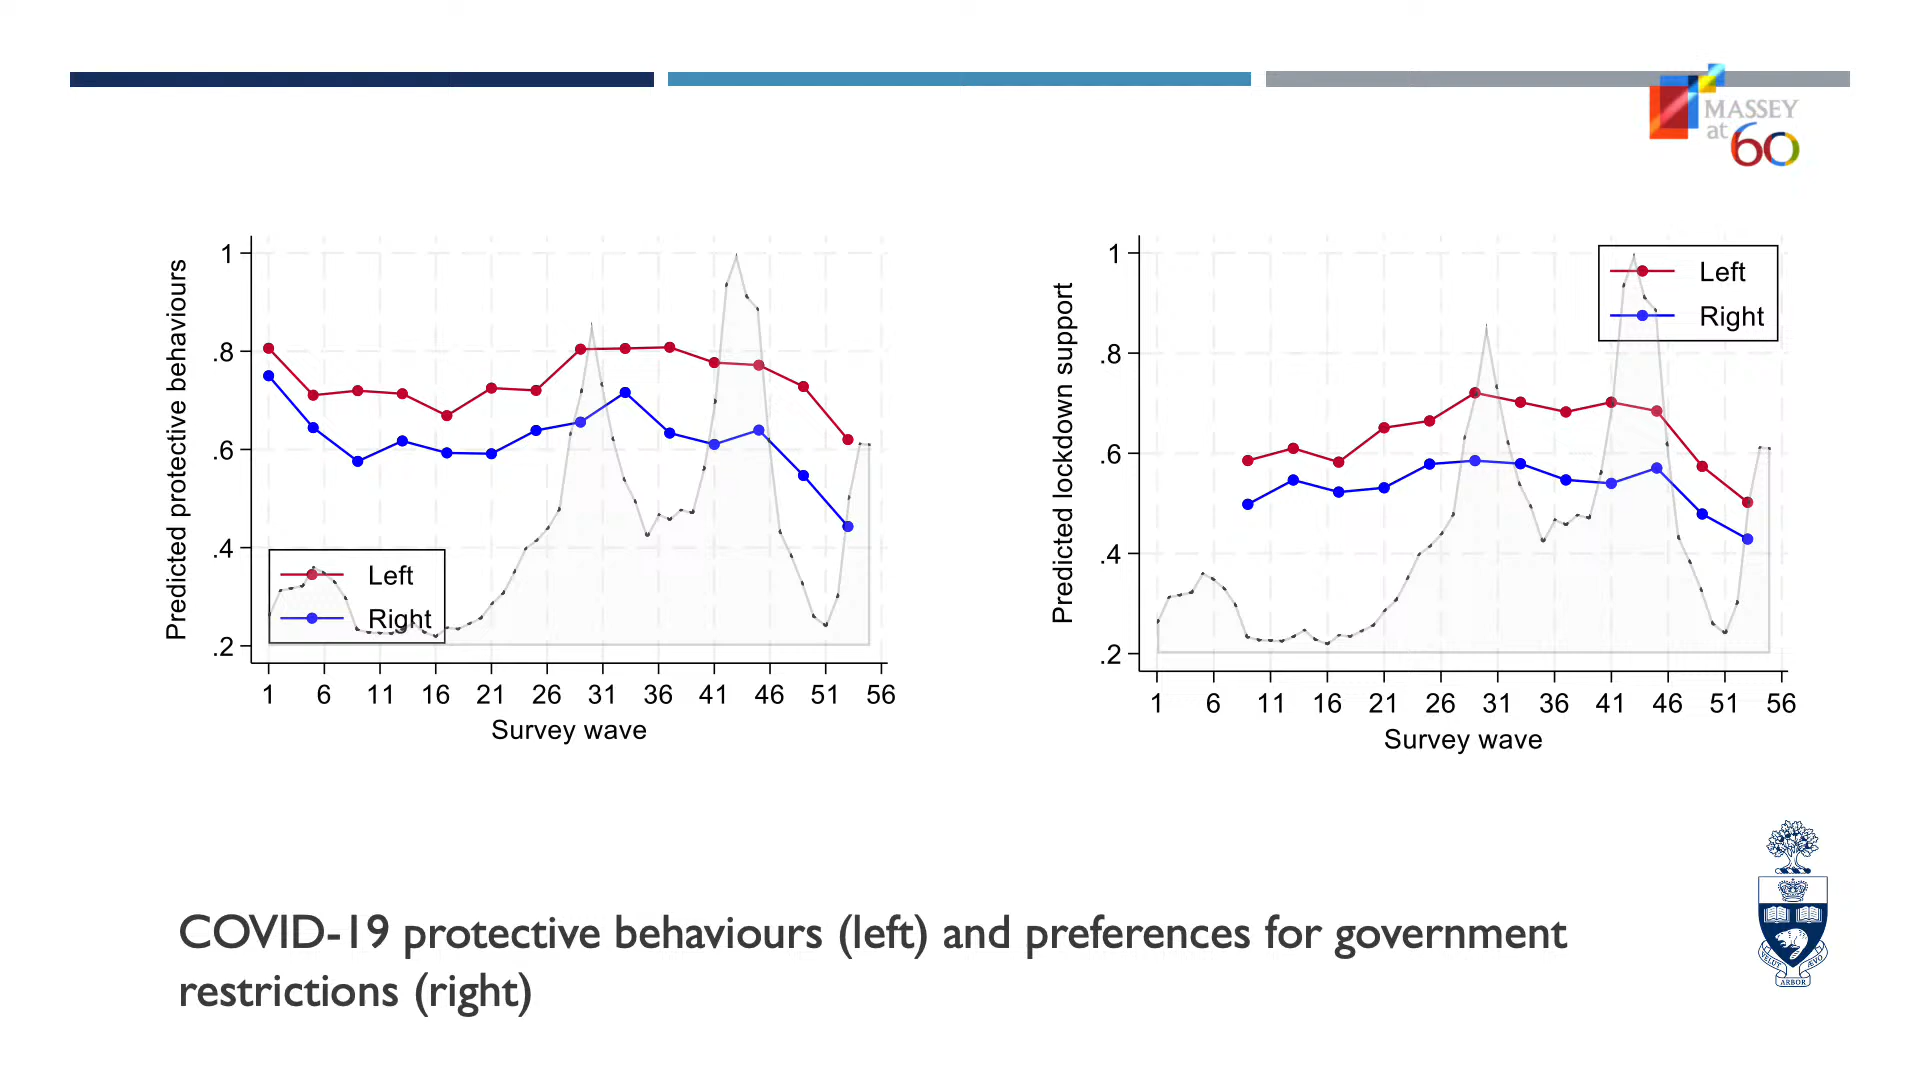 MASSEY
at
60
Predicted protective behaviours
1
.8
.6
.4
.2
Left
Right
1 6 11 16 21 26 31 36 41 46 51 56
Survey wave
Predicted lockdown support
1
.8
.6
.4
.2
Left
Right
1 6 11 16 21 26 31 36 41 46 51 56
Survey wave
COVID-19 protective behaviours (left) and preferences for government
restrictions (right)
VELUT
ÆVO
ARBOR